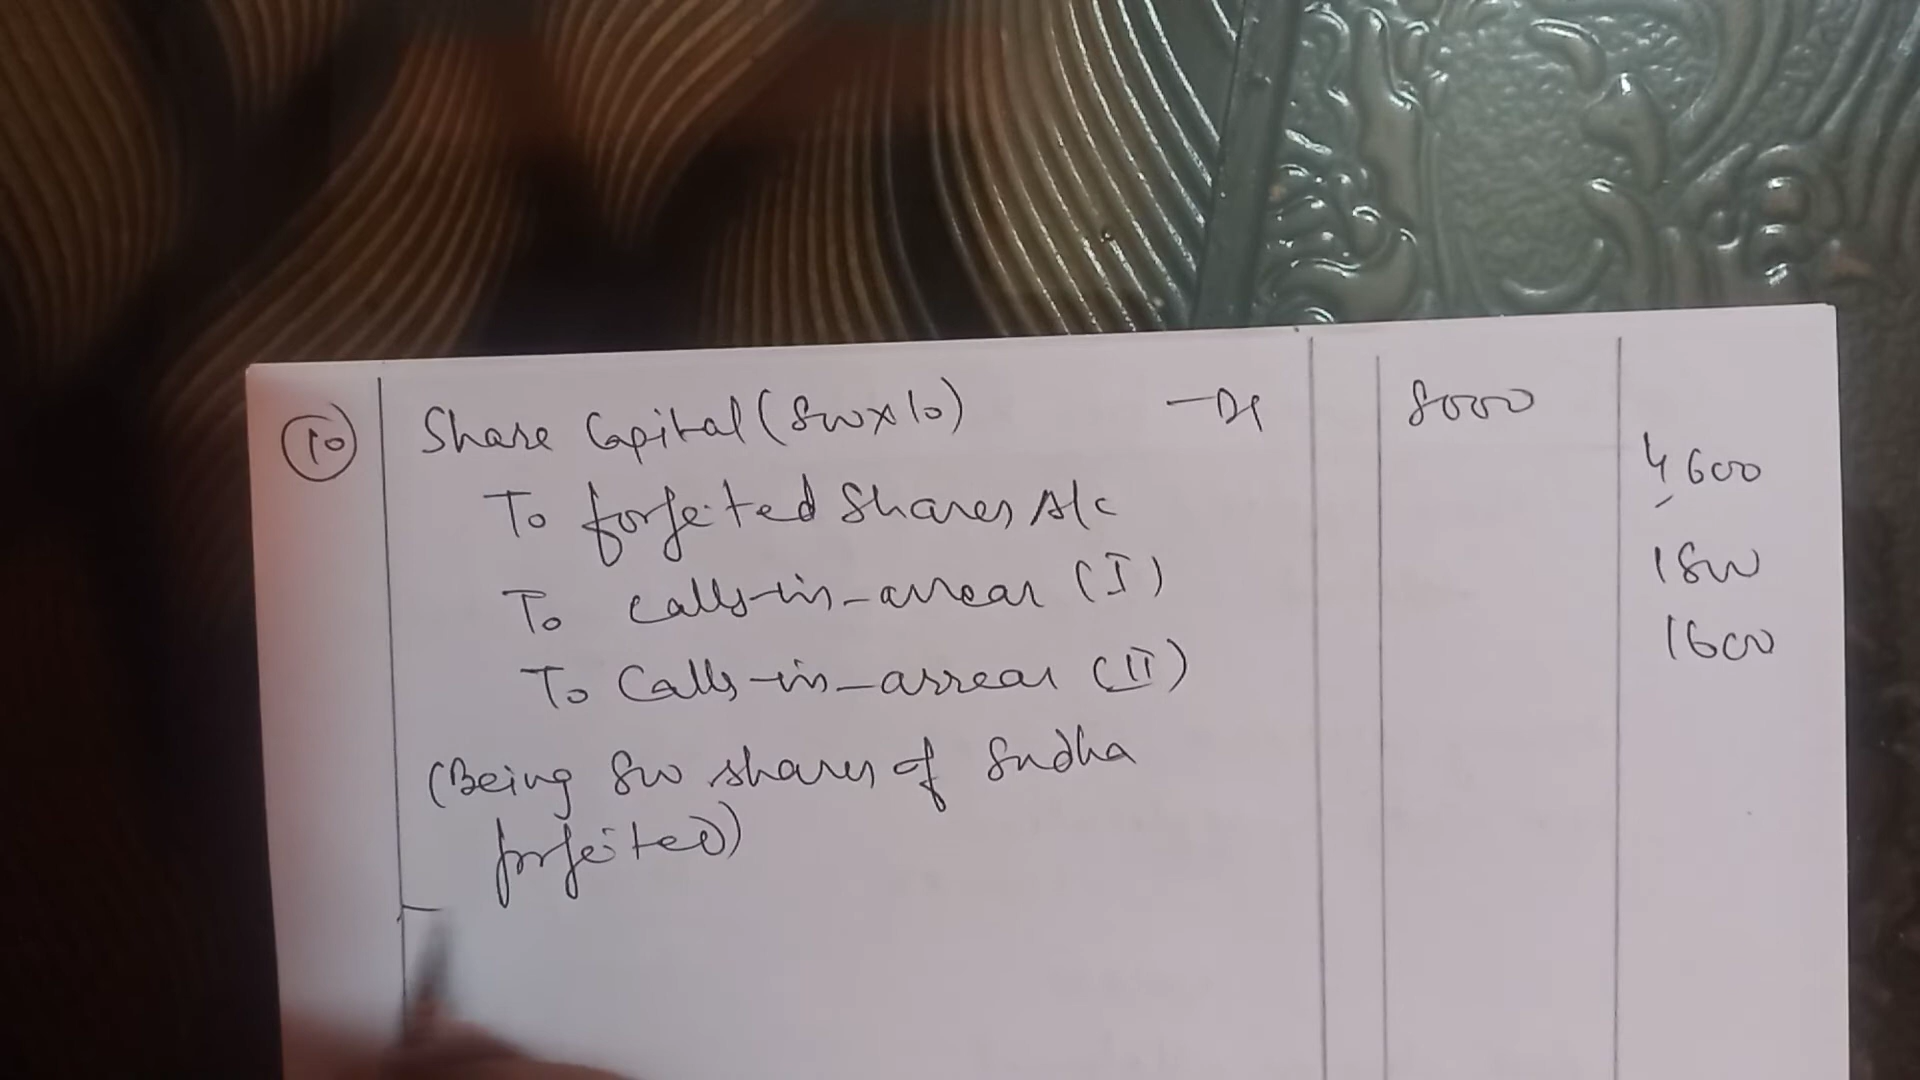 10 Share Capital (800x10) -Dr 8000
To forfeited Shares A/c 4600
To calls-in-arrear (I) 1800
To Calls-in-arrear (II) 1600
(Being 800 shares of Sudha
forfeited)